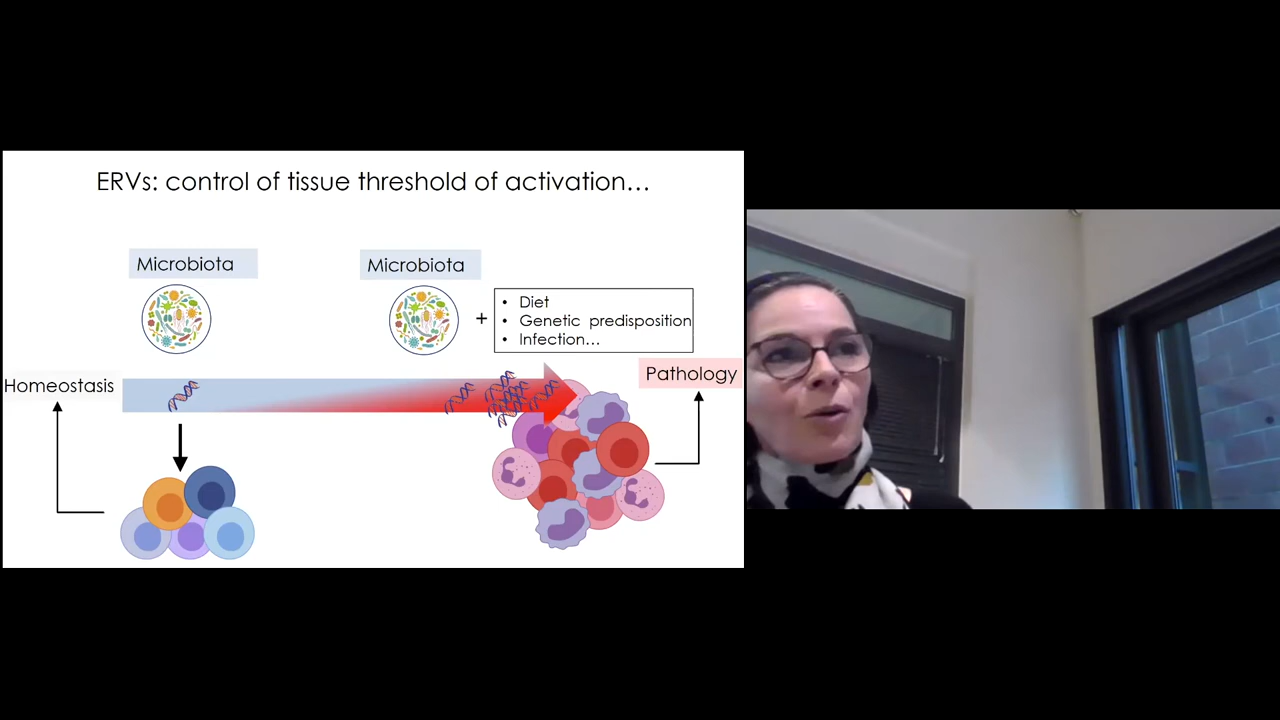 ERVs: control of tissue threshold of activation…
Microbiota
Microbiota
+
• Diet
• Genetic predisposition
• Infection…
Homeostasis
Pathology